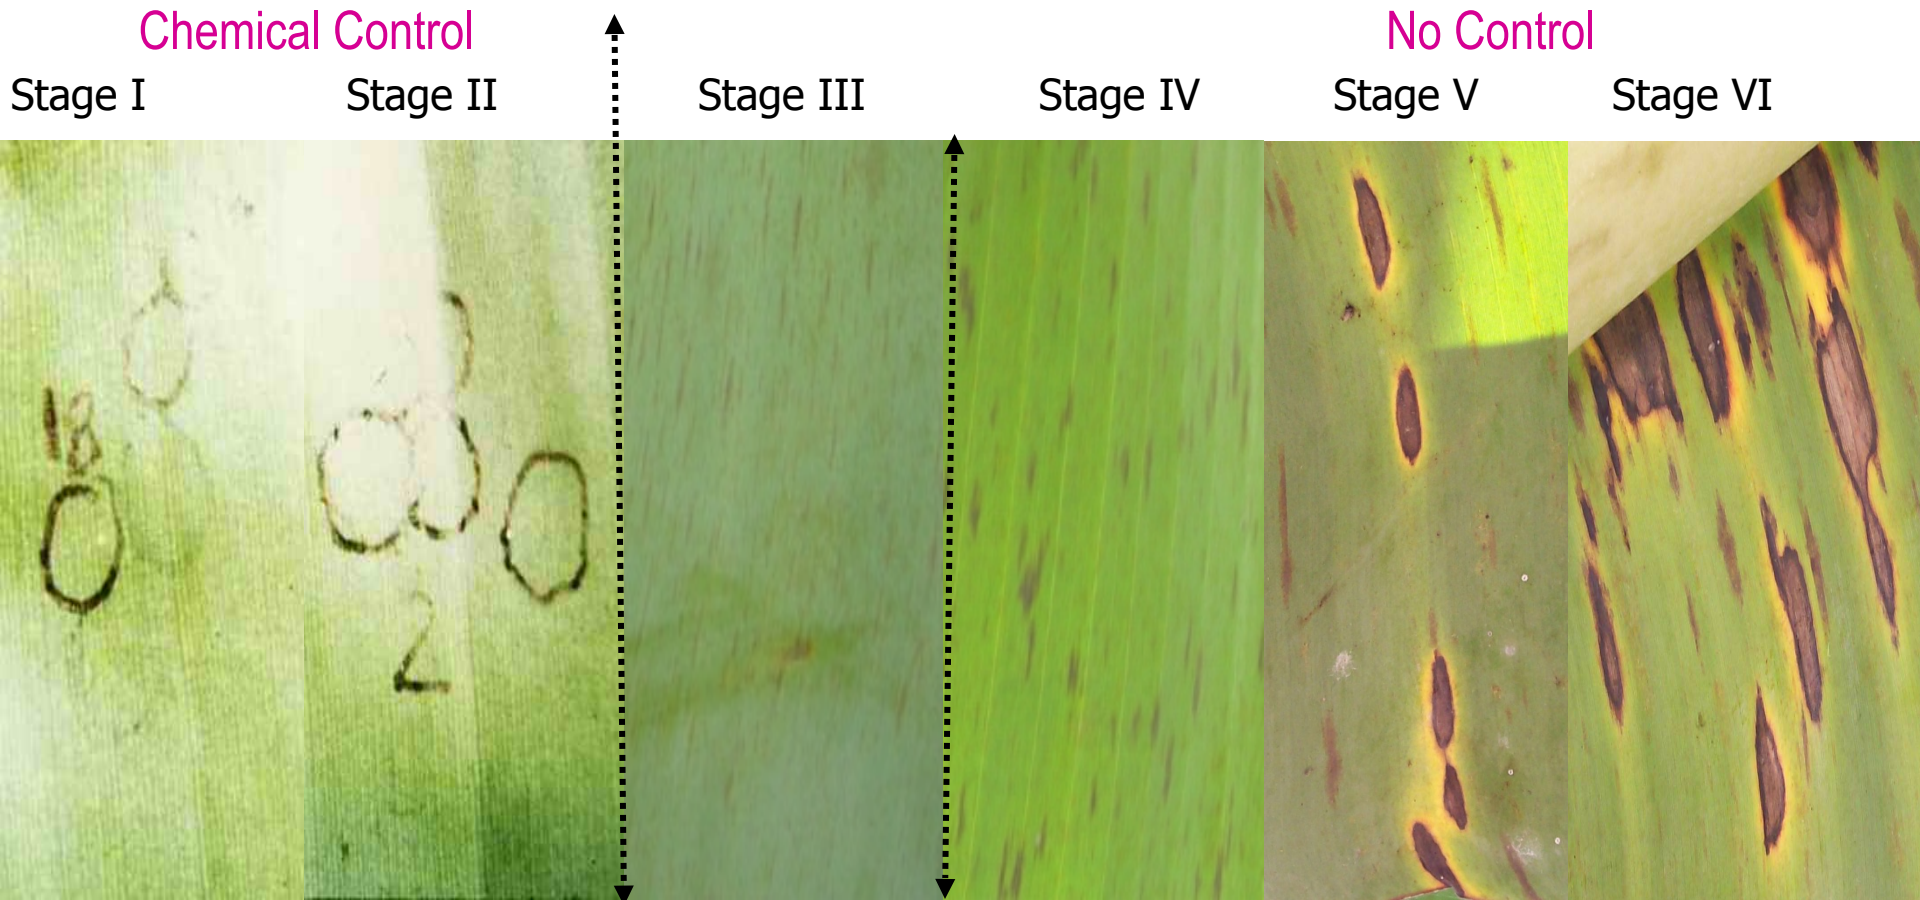 Chemical Control
No Control
Stage I
Stage II
Stage III
Stage IV
Stage V
Stage VI
18
2